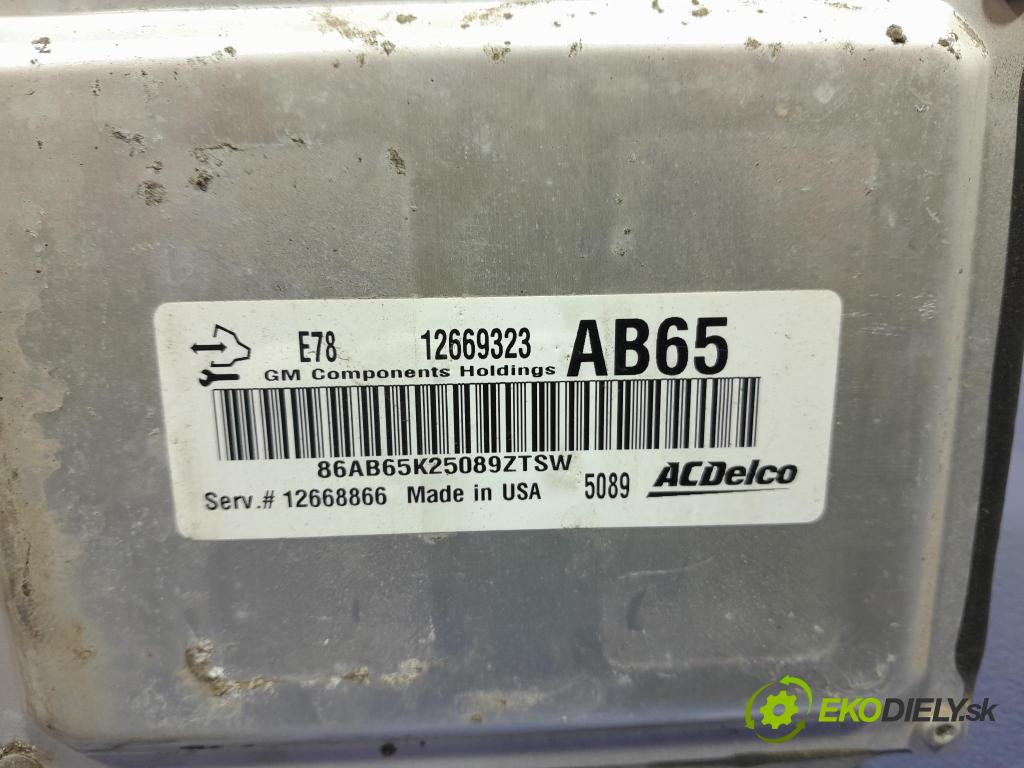 E78 12669323 AB65
GM Components Holdings
86AB65K25089ZTSW
Serv.# 12668866 Made in USA 5089 ACDelco
EKODIELY.sk